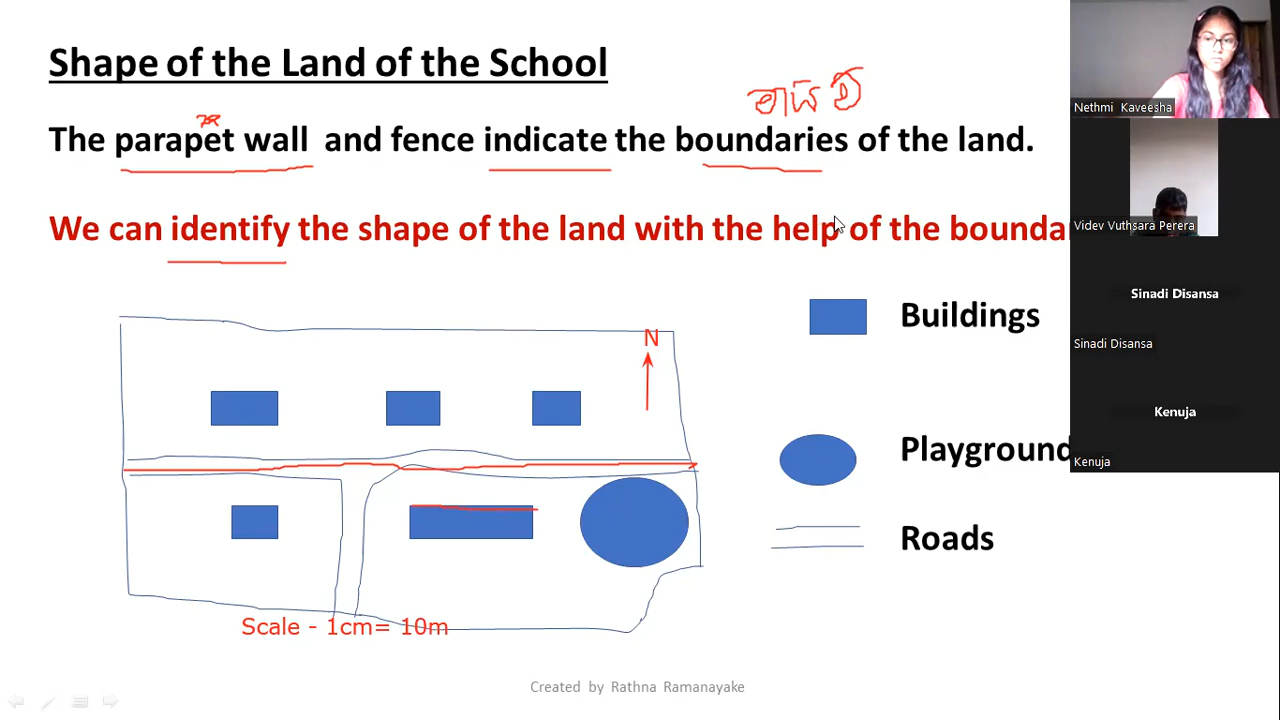 Shape of the Land of the School
මායිම්
The parapet wall and fence indicate the boundaries of the land.
We can identify the shape of the land with the help of the
Buildings
N
Playground
Roads
Scale - 1cm= 10m
Created by Rathna Ramanayake
Nethmi Kaveesha
Videv Vuthsara Perera
Sinadi Disansa
Sinadi Disansa
Kenuja
Kenuja